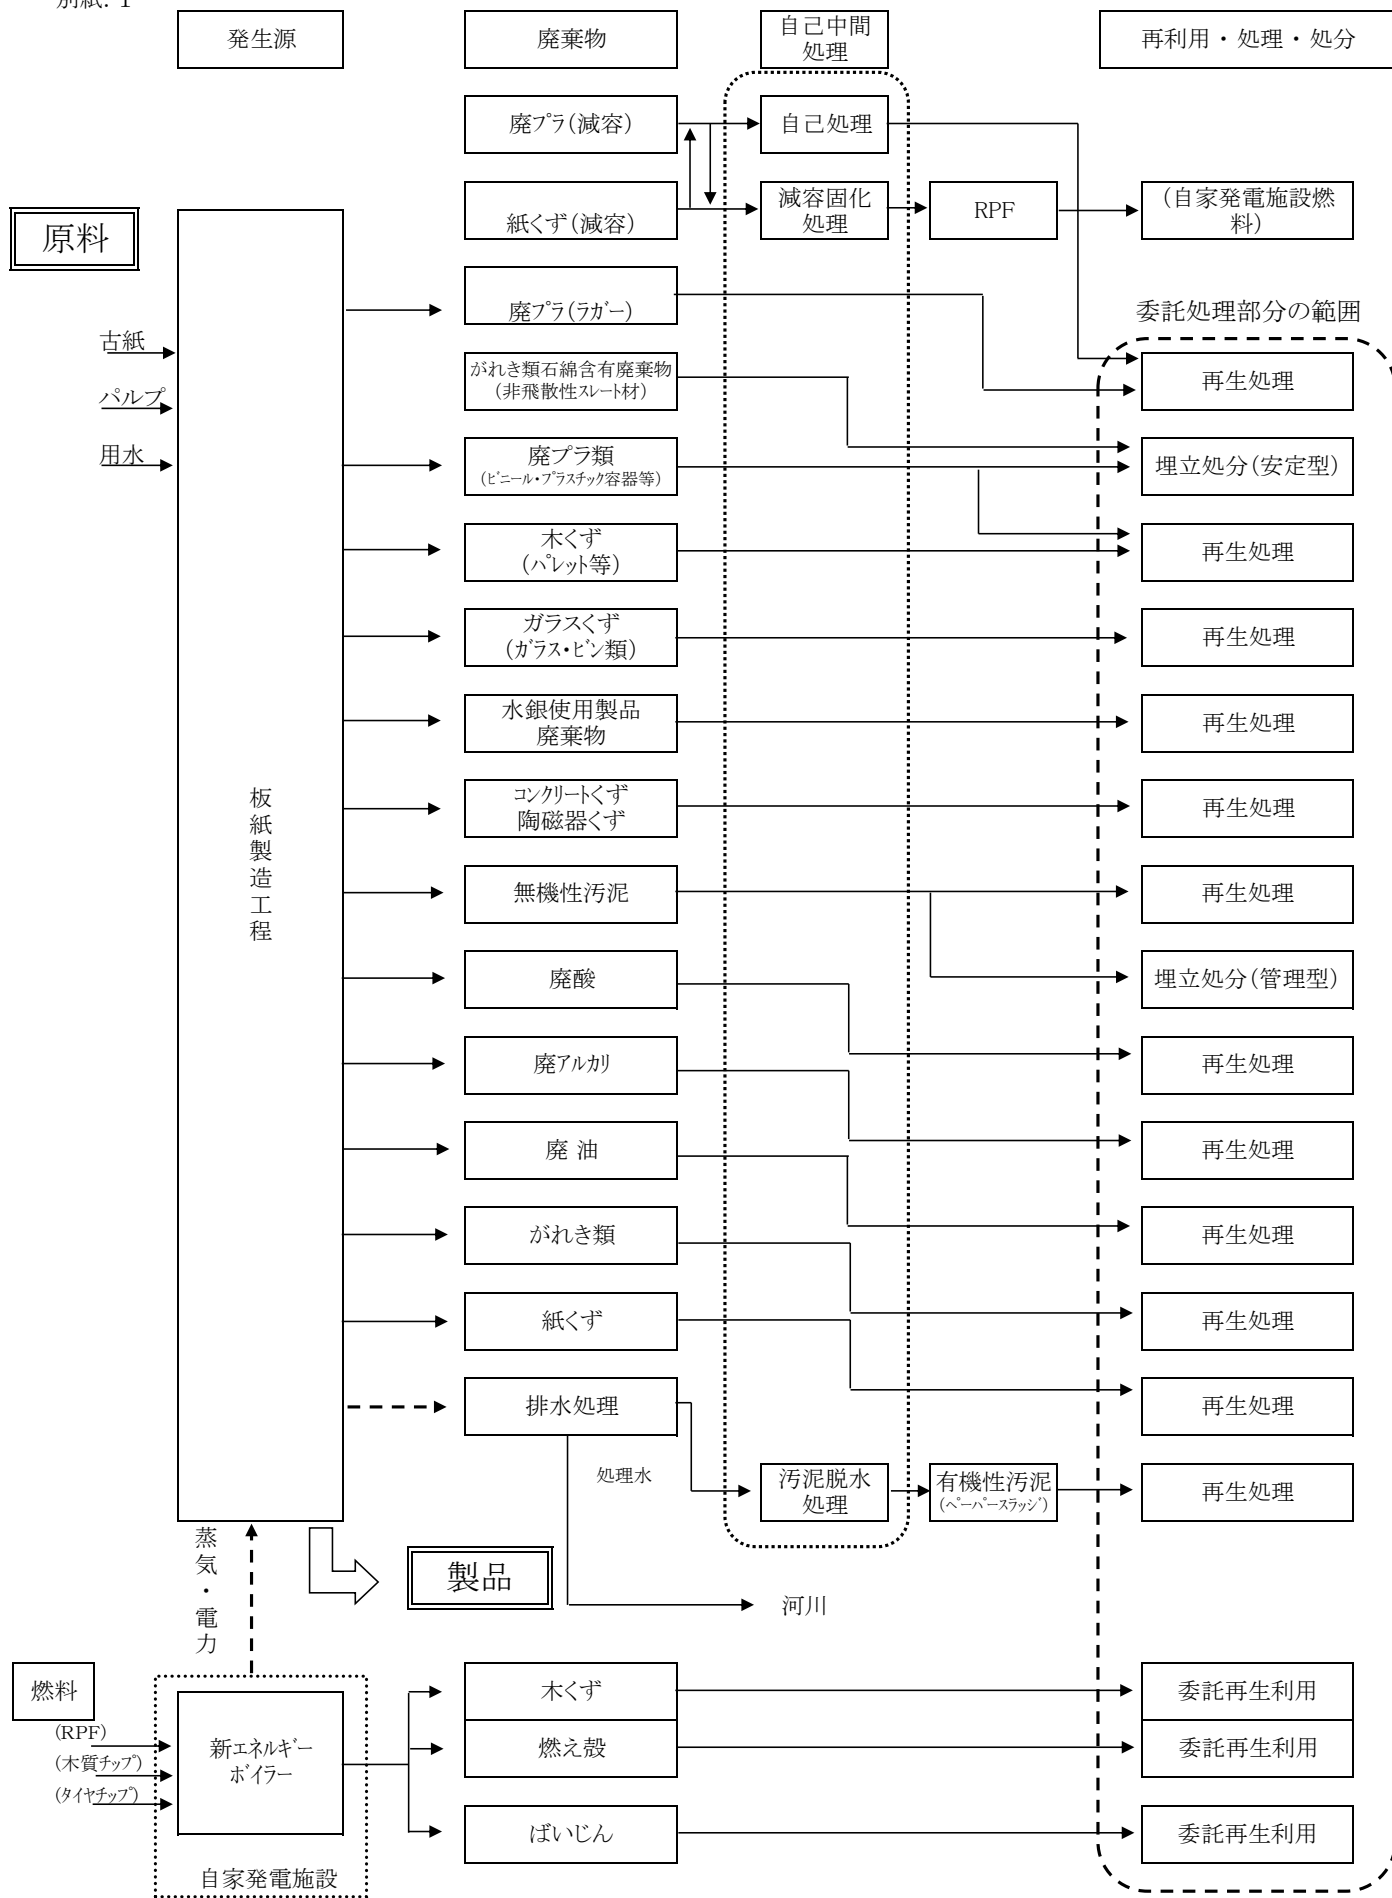 別紙. 1
発生源
廃棄物
自己中間
処理
再利用・処理・処分
廃プラ(減容)
自己処理
原料
紙くず(減容)
減容固化
処理
RPF
(自家発電施設燃
料)
廃プラ(ラガー)
委託処理部分の範囲
古紙
パルプ
用水
がれき類石綿含有廃棄物
(非飛散性スレート材)
再生処理
廃プラ類
(ビニール・プラスチック容器等)
埋立処分(安定型)
木くず
(パレット等)
再生処理
ガラスくず
(ガラス・ビン類)
再生処理
水銀使用製品
廃棄物
再生処理
板紙製造工程
コンクリートくず
陶磁器くず
再生処理
無機性汚泥
再生処理
廃酸
埋立処分(管理型)
廃アルカリ
再生処理
廃 油
再生処理
がれき類
再生処理
紙くず
再生処理
排水処理
再生処理
処理水
汚泥脱水
処理
有機性汚泥
(ペーパースラッジ)
再生処理
蒸気・電力
製品
河川
燃料
(RPF)
(木質チップ)
(タイヤチップ)
新エネルギー
ボイラー
自家発電施設
木くず
委託再生利用
燃え殻
委託再生利用
ばいじん
委託再生利用